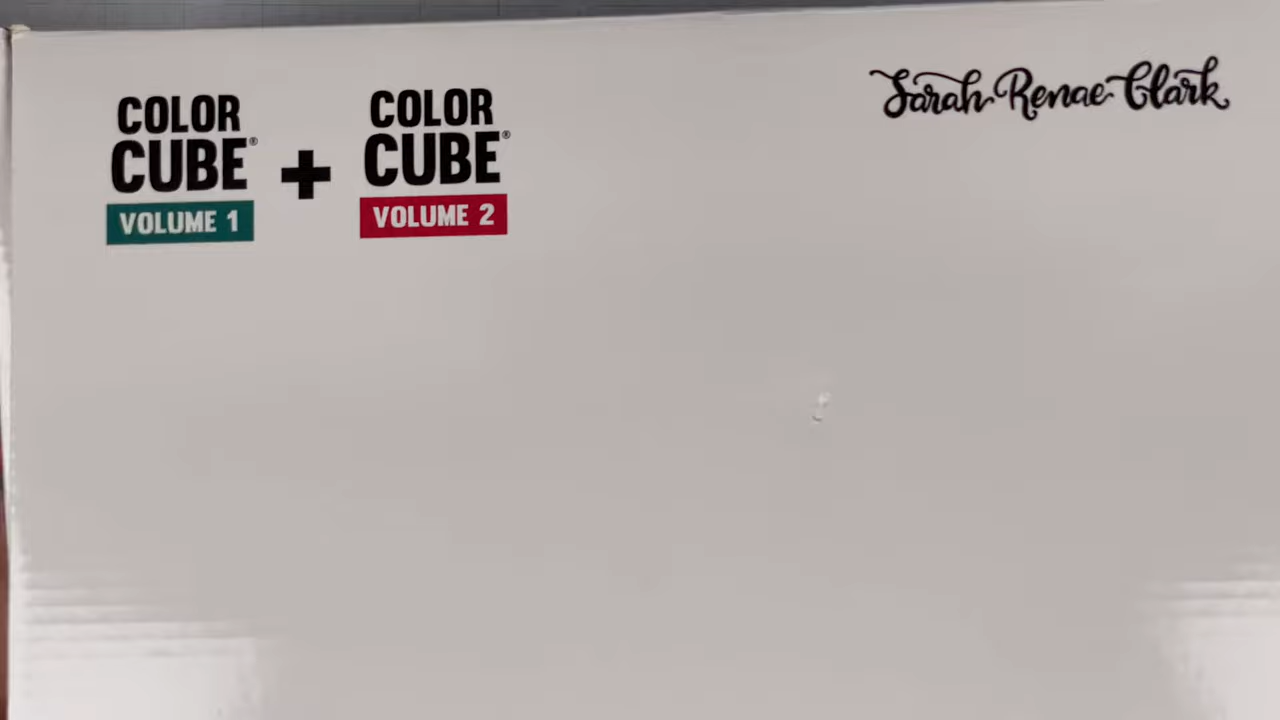 COLOR
CUBE®
VOLUME 1
+
COLOR
CUBE®
VOLUME 2
Sarah Renae Clark